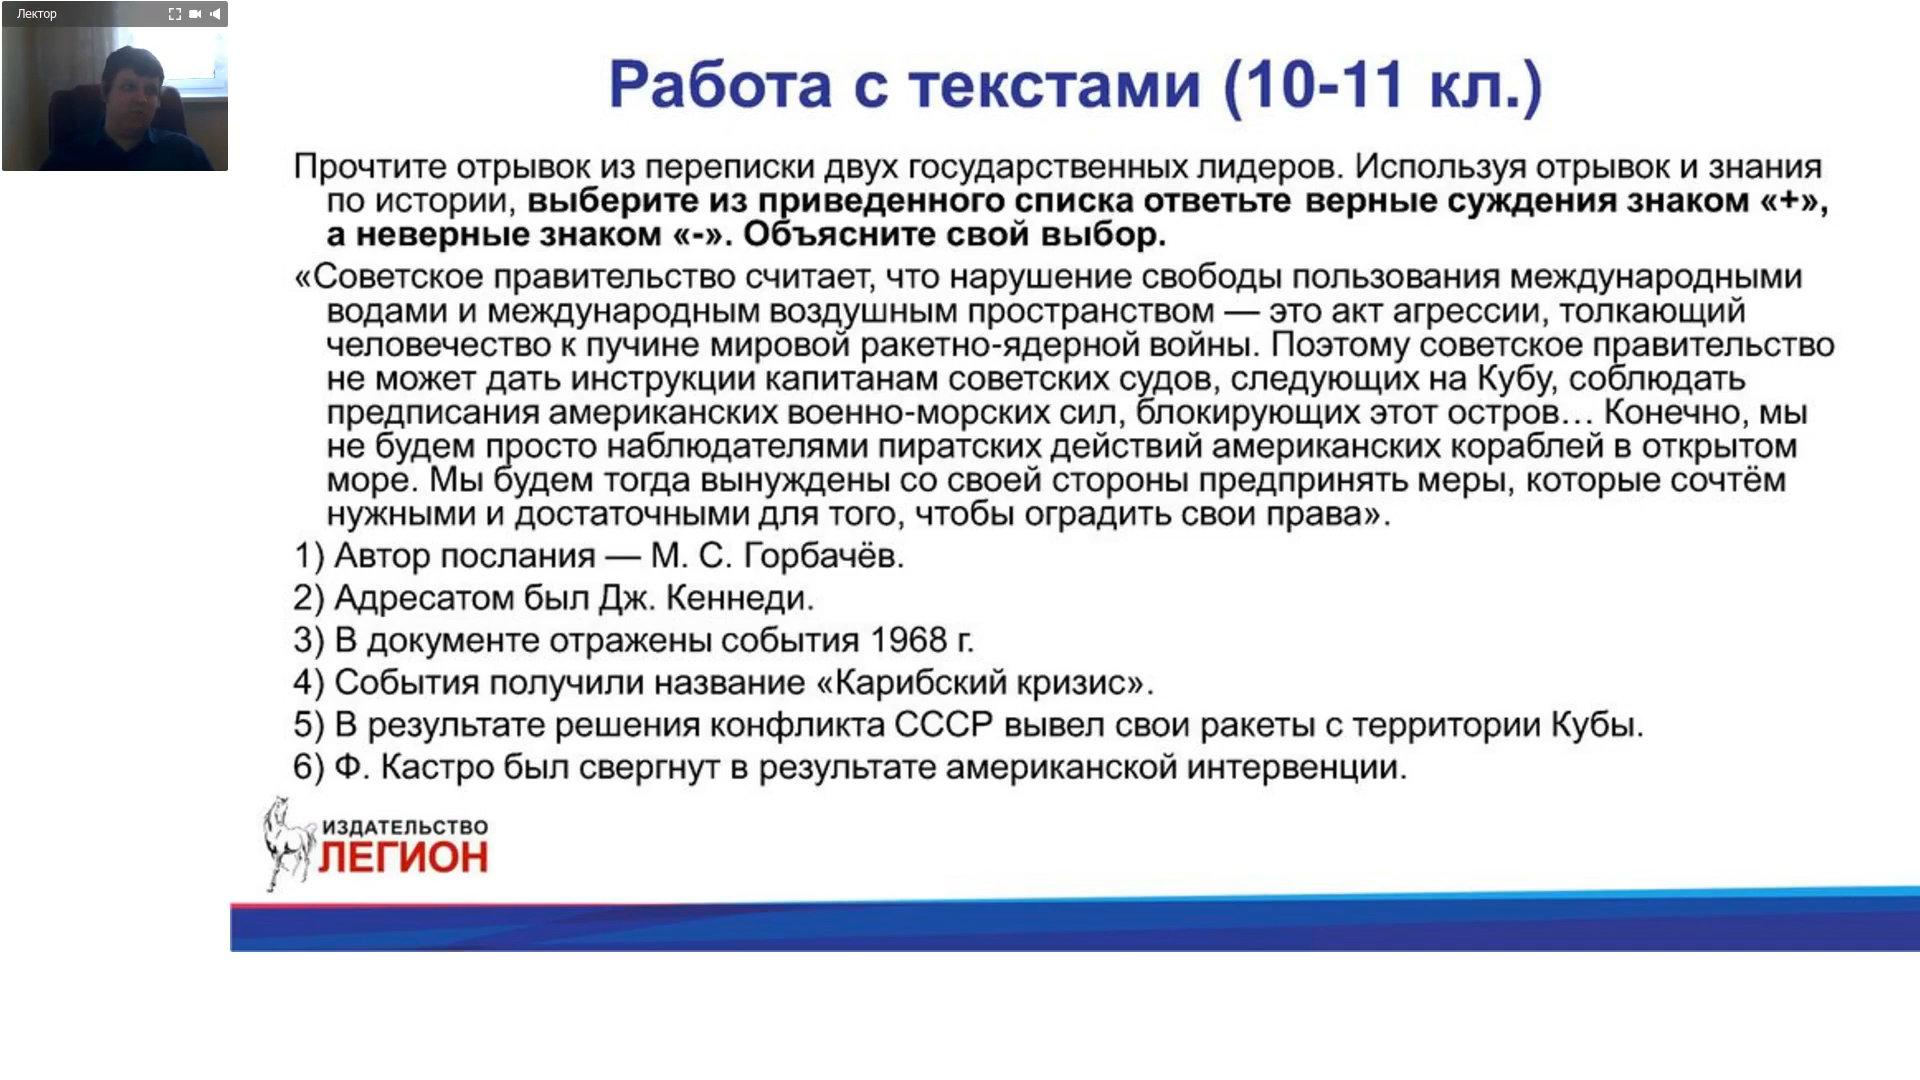 Лектор
Работа с текстами (10-11 кл.)
Прочтите отрывок из переписки двух государственных лидеров. Используя отрывок и знания
по истории, выберите из приведенного списка ответьте верные суждения знаком «+»,
а неверные знаком «-». Объясните свой выбор.
«Советское правительство считает, что нарушение свободы пользования международными
водами и международным воздушным пространством — это акт агрессии, толкающий
человечество к пучине мировой ракетно-ядерной войны. Поэтому советское правительство
не может дать инструкции капитанам советских судов, следующих на Кубу, соблюдать
предписания американских военно-морских сил, блокирующих этот остров… Конечно, мы
не будем просто наблюдателями пиратских действий американских кораблей в открытом
море. Мы будем тогда вынуждены со своей стороны предпринять меры, которые сочтём
нужными и достаточными для того, чтобы оградить свои права».
1) Автор послания — М. С. Горбачёв.
2) Адресатом был Дж. Кеннеди.
3) В документе отражены события 1968 г.
4) События получили название «Карибский кризис».
5) В результате решения конфликта СССР вывел свои ракеты с территории Кубы.
6) Ф. Кастро был свергнут в результате американской интервенции.
ИЗДАТЕЛЬСТВО
ЛЕГИОН